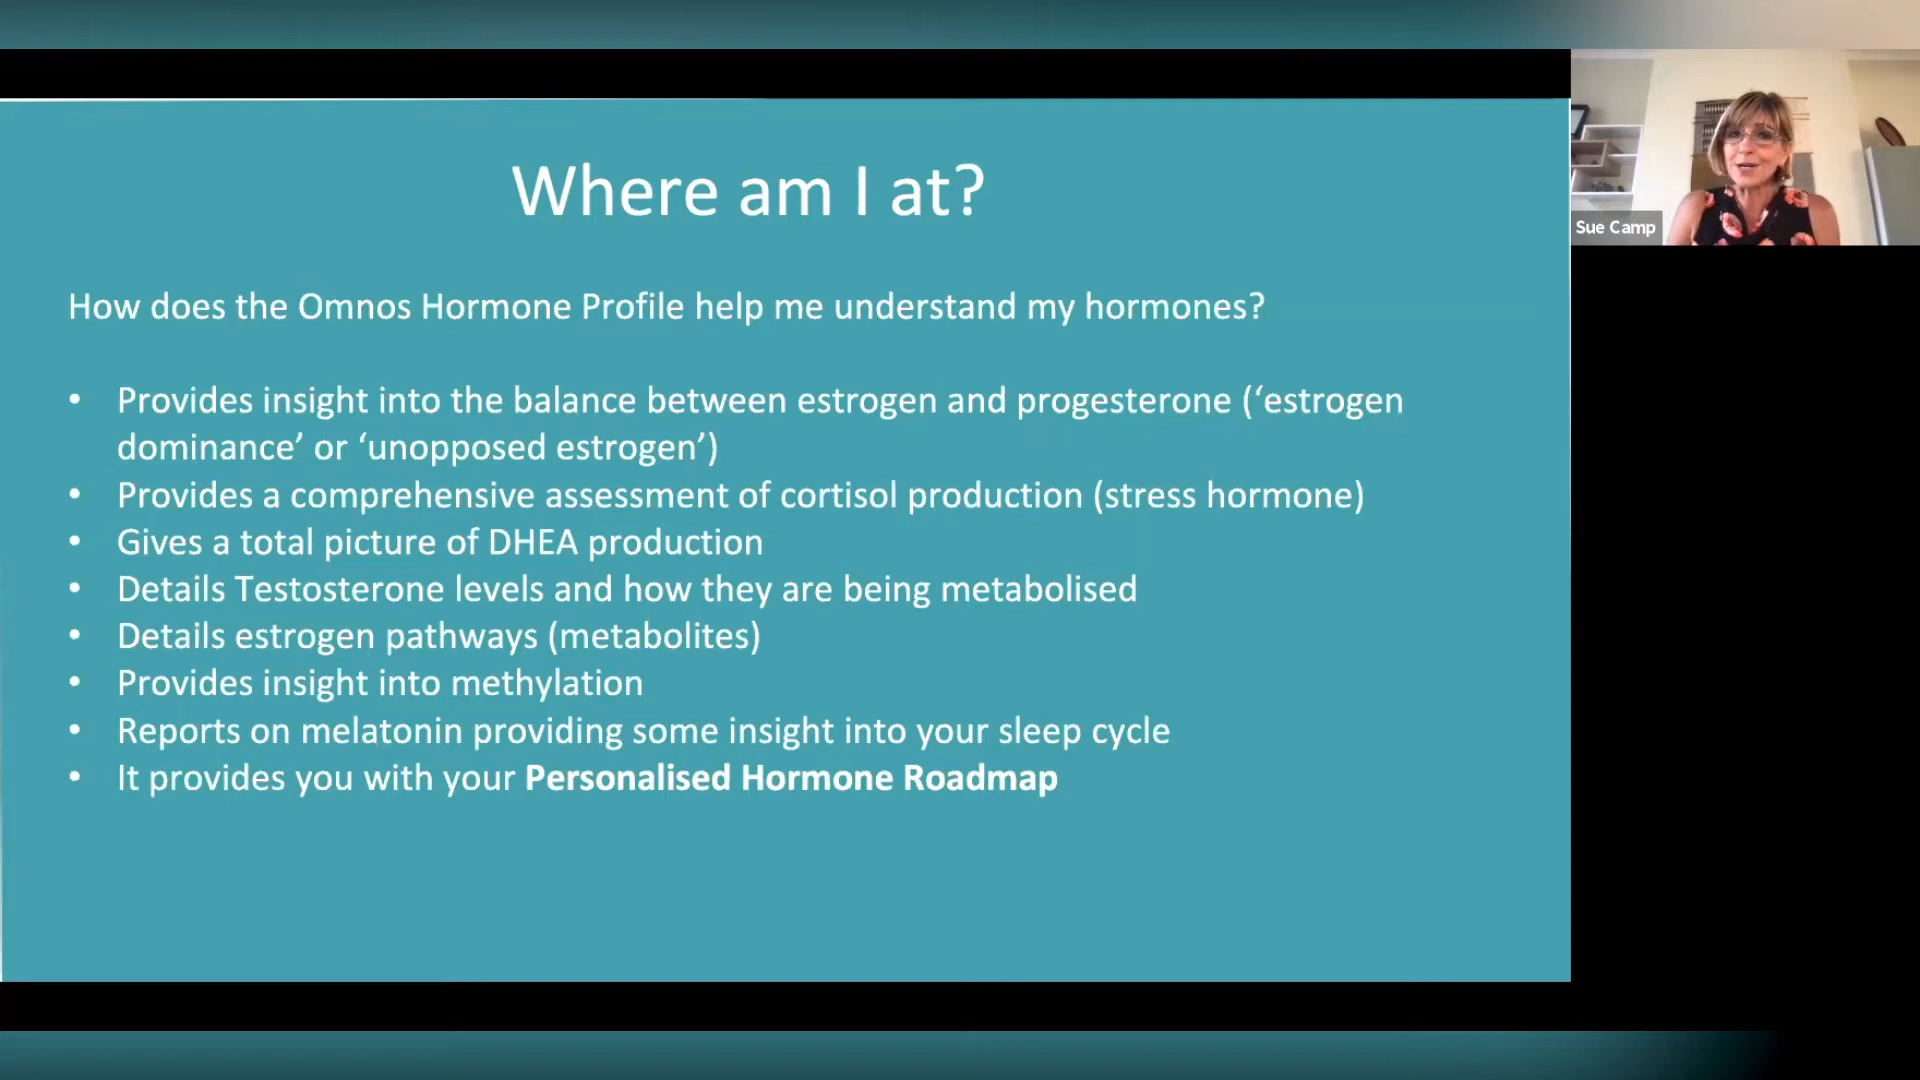 Where am I at?
How does the Omnos Hormone Profile help me understand my hormones?
• Provides insight into the balance between estrogen and progesterone (‘estrogen
dominance’ or ‘unopposed estrogen’)
• Provides a comprehensive assessment of cortisol production (stress hormone)
• Gives a total picture of DHEA production
• Details Testosterone levels and how they are being metabolised
• Details estrogen pathways (metabolites)
• Provides insight into methylation
• Reports on melatonin providing some insight into your sleep cycle
• It provides you with your Personalised Hormone Roadmap
Sue Camp